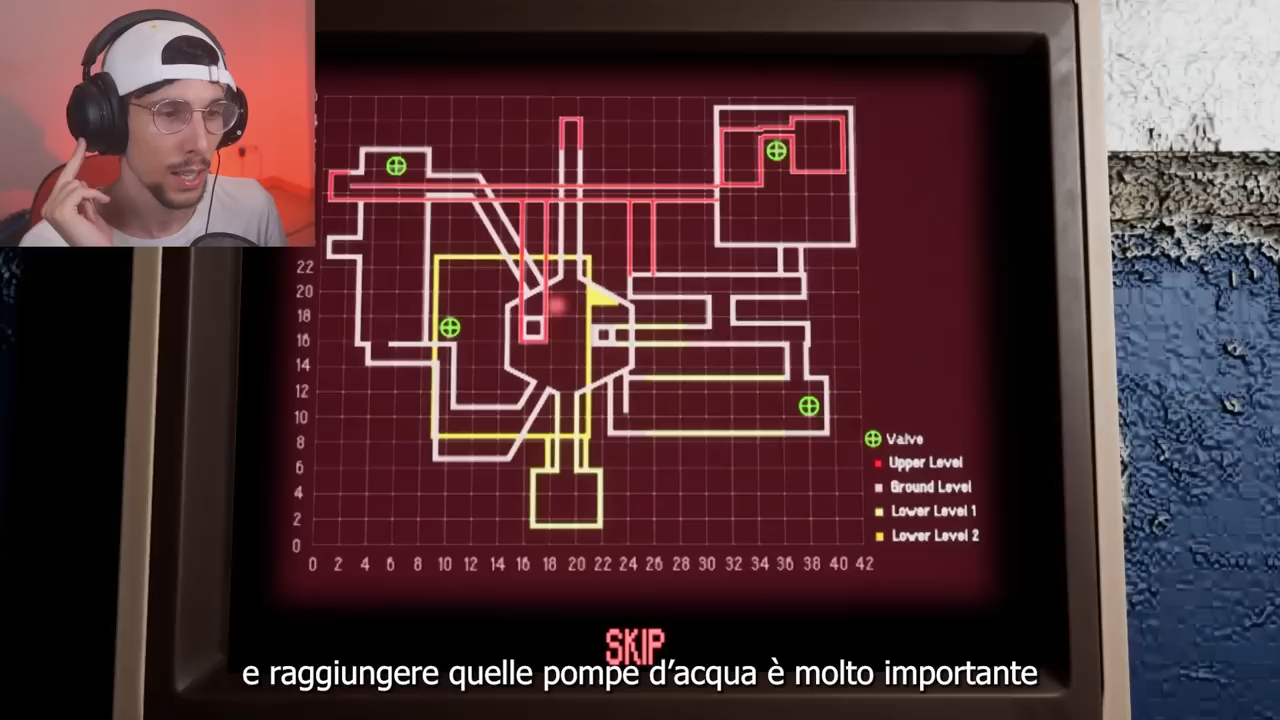 22
20
18
16
14
12
10
8
6
4
2
0
0 2 4 6 8 10 12 14 16 18 20 22 24 26 28 30 32 34 36 38 40 42
Valve
Upper Level
Ground Level
Lower Level 1
Lower Level 2
SKIP
e raggiungere quelle pompe d'acqua è molto importante